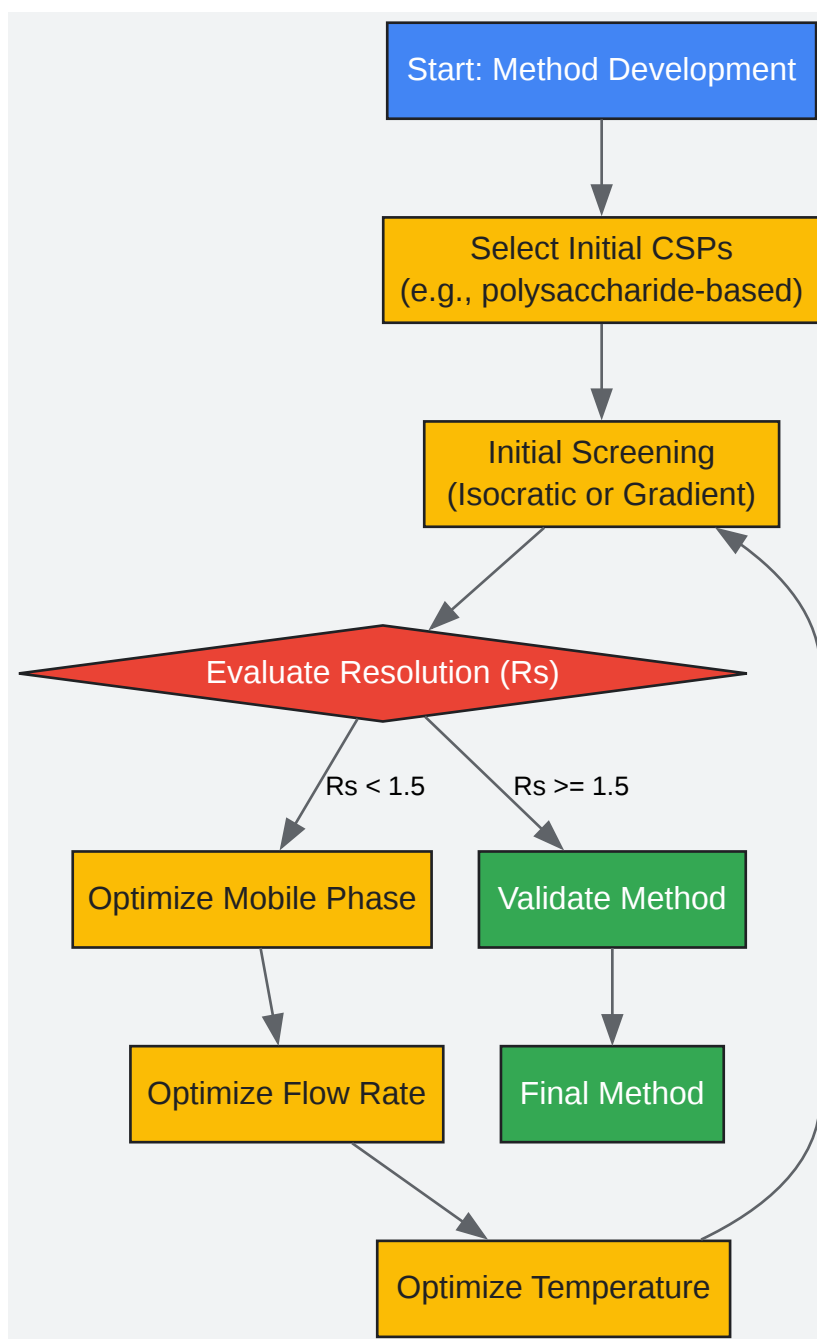 Start: Method Development
Select Initial CSPs
(e.g., polysaccharide-based)
Initial Screening
(Isocratic or Gradient)
Evaluate Resolution (Rs)
Rs < 1.5
Rs >= 1.5
Optimize Mobile Phase
Validate Method
Optimize Flow Rate
Final Method
Optimize Temperature